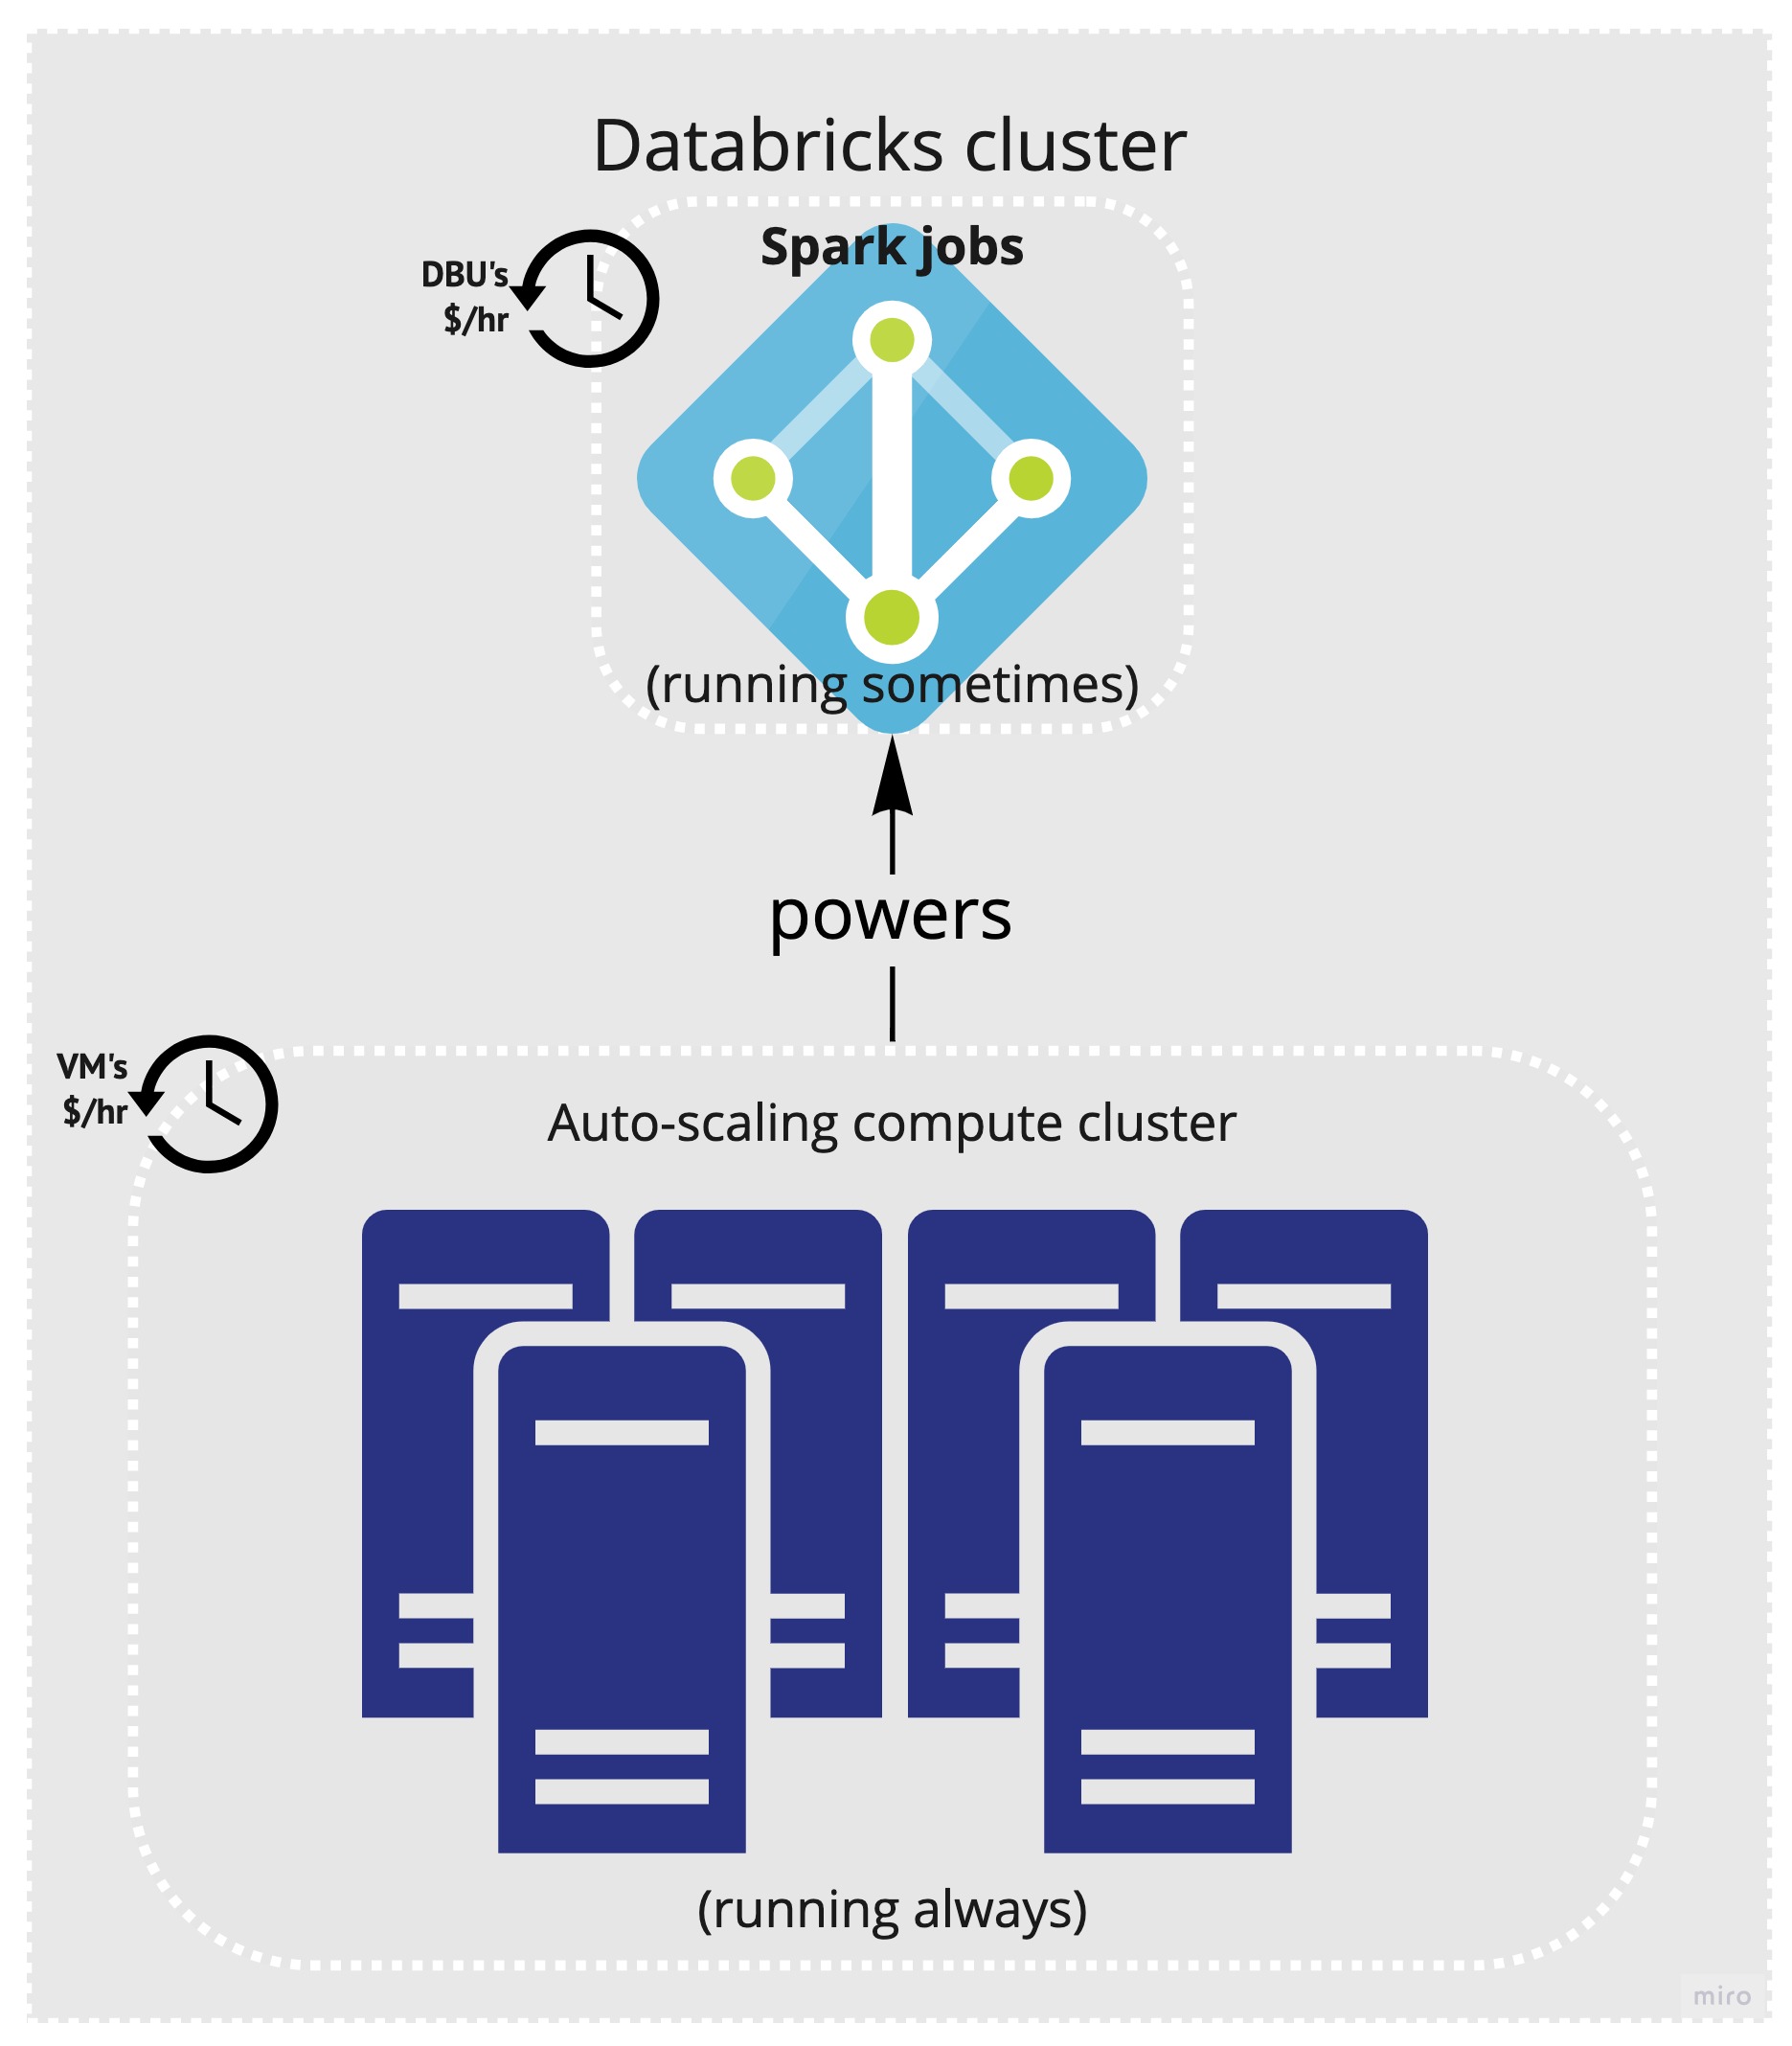 Databricks cluster
Spark jobs
DBU's
$/hr
(running sometimes)
powers
VM's
$/hr
Auto-scaling compute cluster
(running always)
miro